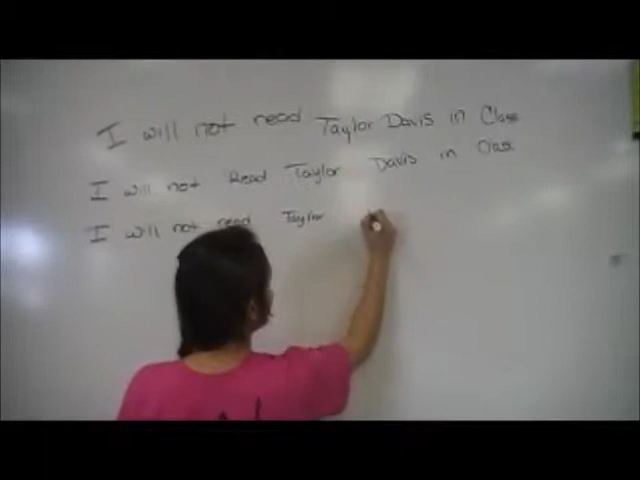 I will not read Taylor Davis in Class
I will not Read Taylor Davis in Class
I will not read Taylor